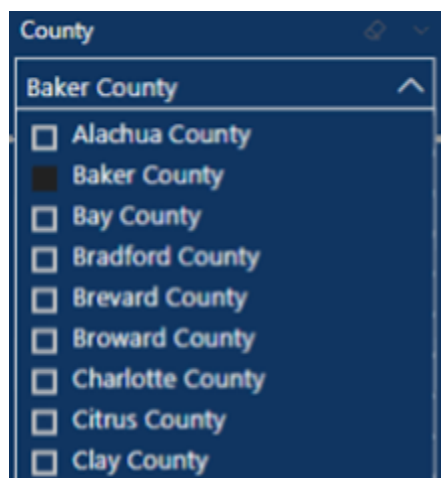 County
Baker County
Alachua County
Baker County
Bay County
Bradford County
Brevard County
Broward County
Charlotte County
Citrus County
Clay County